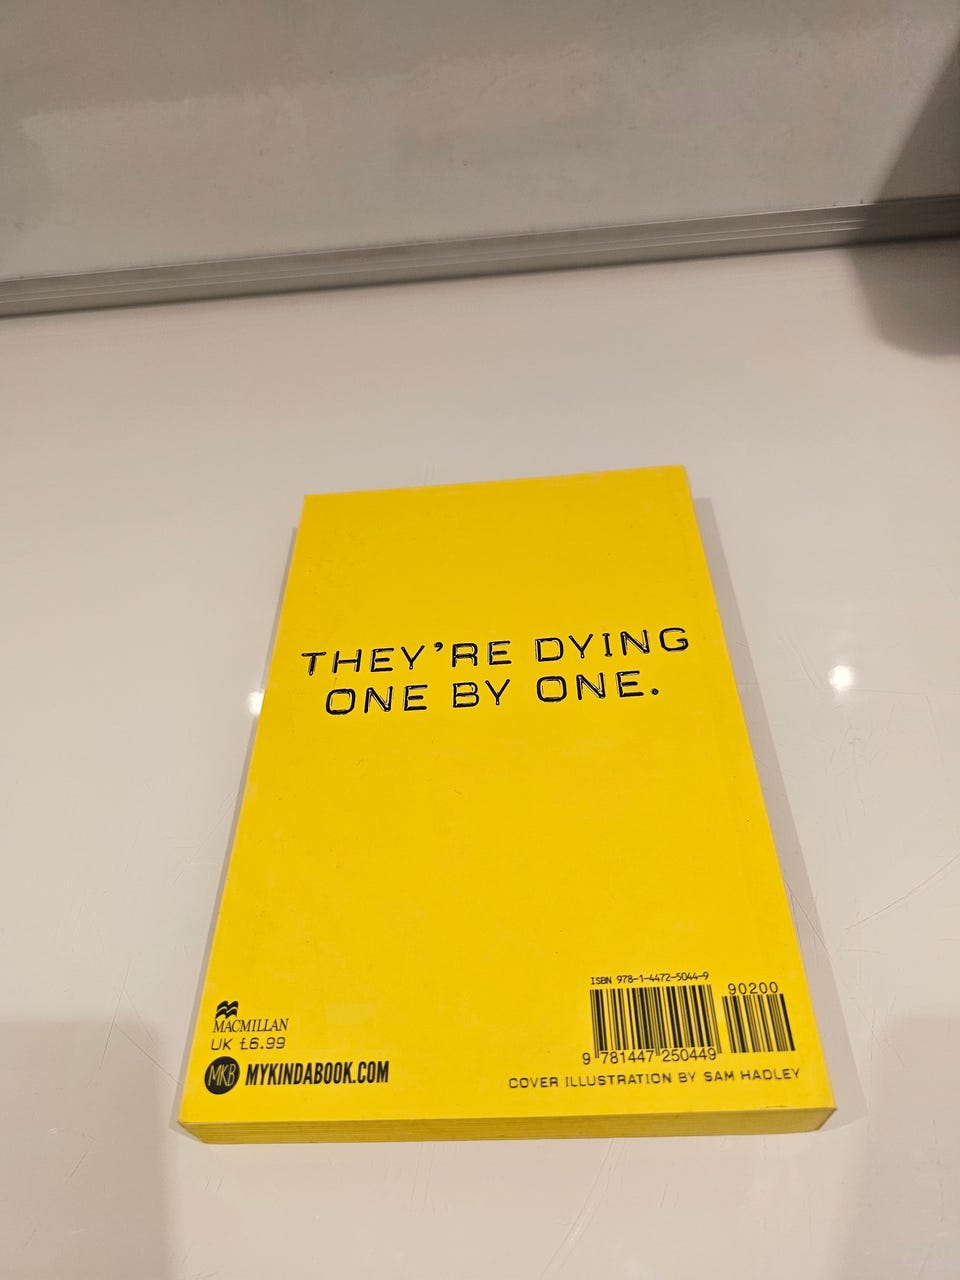 THEY'RE DYING
ONE BY ONE.
MACMILLAN
UK £6.99
MKB MYKINDABOOK.COM
ISBN 978-1-4472-5044-9
90200
9 781447 250449
COVER ILLUSTRATION BY SAM HADLEY